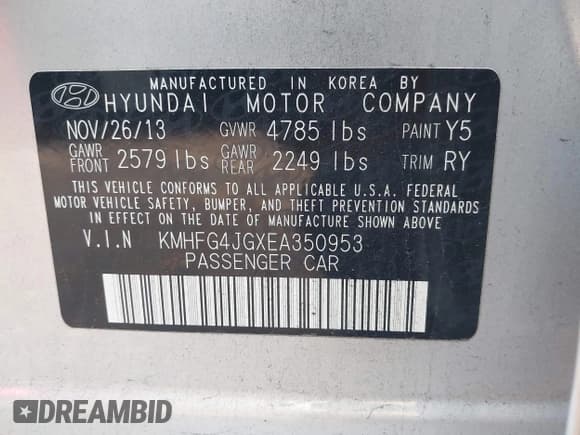 MANUFACTURED IN KOREA BY
HYUNDAI MOTOR COMPANY
NOV/26/13 GVWR 4785 lbs PAINT Y5
GAWR FRONT 2579 lbs GAWR REAR 2249 lbs TRIM RY
THIS VEHICLE CONFORMS TO ALL APPLICABLE U.S.A. FEDERAL
MOTOR VEHICLE SAFETY, BUMPER, AND THEFT PREVENTION STANDARDS
IN EFFECT ON THE DATE OF MANUFACTURE SHOWN ABOVE.
V.I.N KMHFG4JGXEA350953
PASSENGER CAR
DREAMBID